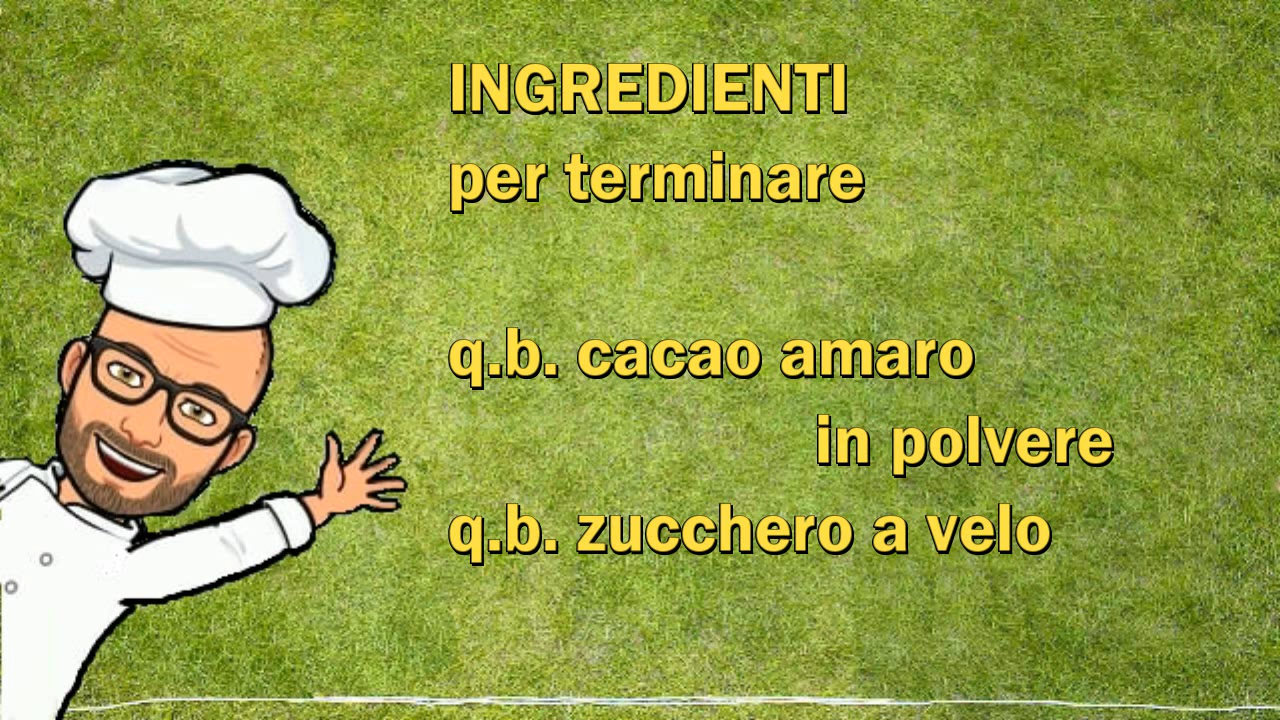 INGREDIENTI
per terminare
q.b. cacao amaro
in polvere
q.b. zucchero a velo